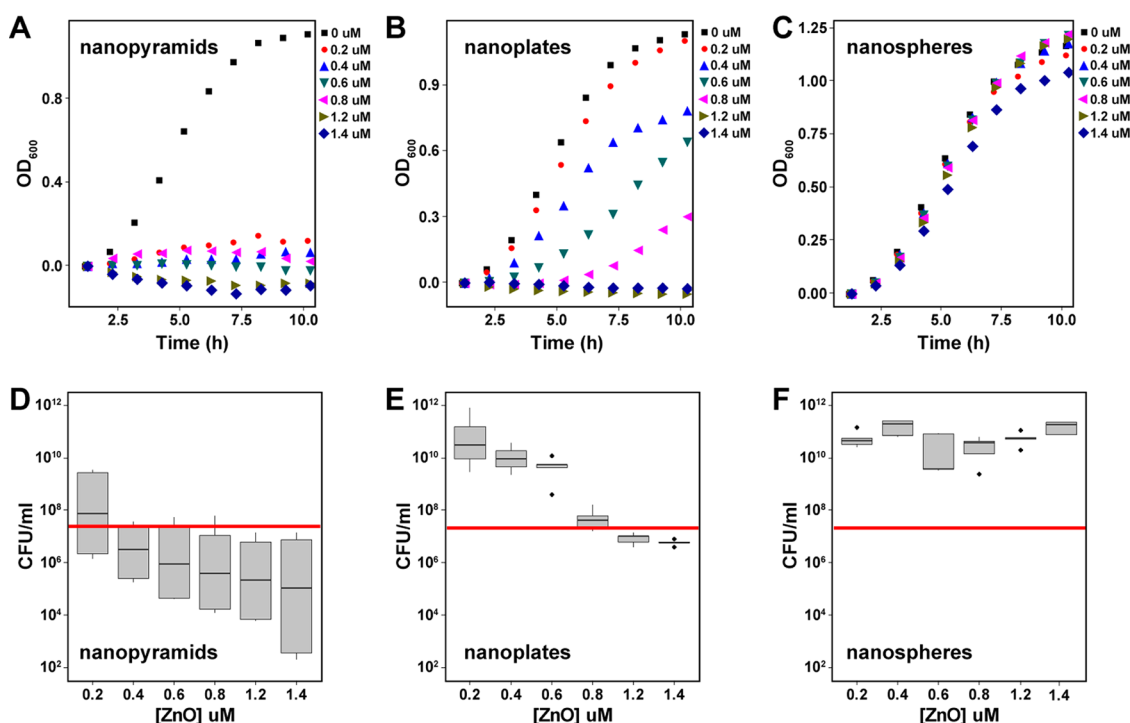 A
nanopyramids
0 uM
0.2 uM
0.4 uM
0.6 uM
0.8 uM
1.2 uM
1.4 uM
0.8
0.4
0.0
OD600
2.5
5.0
7.5
10.0
Time (h)
B
nanoplates
0 uM
0.2 uM
0.4 uM
0.6 uM
0.8 uM
1.2 uM
1.4 uM
0.9
0.6
0.3
0.0
OD600
2.5
5.0
7.5
10.0
Time (h)
C
nanospheres
0 uM
0.2 uM
0.4 uM
0.6 uM
0.8 uM
1.2 uM
1.4 uM
1.25
1.00
0.75
0.50
0.25
0.00
OD600
2.5
5.0
7.5
10.0
Time (h)
D
10^12
10^10
10^8
10^6
10^4
10^2
CFU/ml
nanopyramids
0.2 0.4 0.6 0.8 1.2 1.4
[ZnO] uM
E
10^12
10^10
10^8
10^6
10^4
10^2
CFU/ml
nanoplates
0.2 0.4 0.6 0.8 1.2 1.4
[ZnO] uM
F
10^12
10^10
10^8
10^6
10^4
10^2
CFU/ml
nanospheres
0.2 0.4 0.6 0.8 1.2 1.4
[ZnO] uM